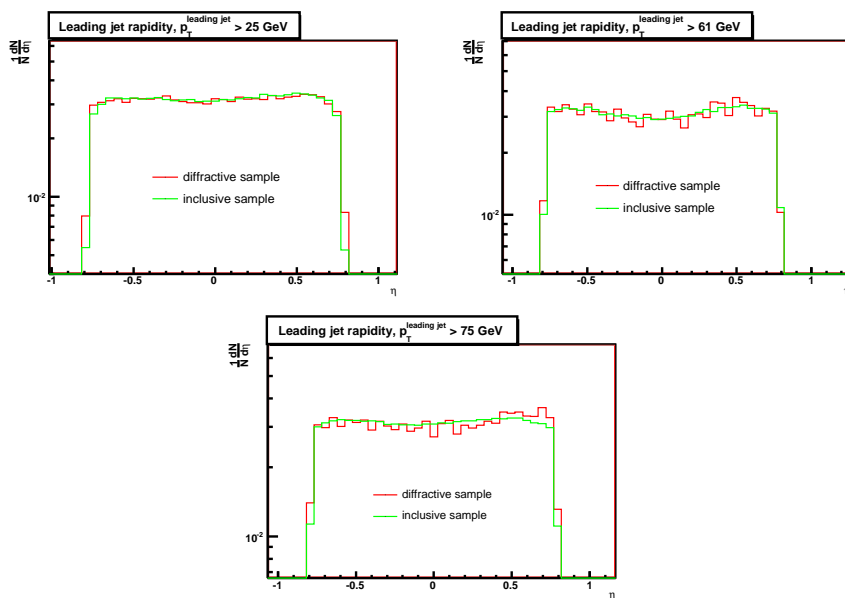 Leading jet rapidity, p_T^leading jet > 25 GeV
1/N dN/dη
10^-2
diffractive sample
inclusive sample
-1 -0.5 0 0.5 1
η
Leading jet rapidity, p_T^leading jet > 61 GeV
1/N dN/dη
10^-2
diffractive sample
inclusive sample
-1 -0.5 0 0.5 1
Leading jet rapidity, p_T^leading jet > 75 GeV
1/N dN/dη
10^-2
diffractive sample
inclusive sample
-1 -0.5 0 0.5 1
η